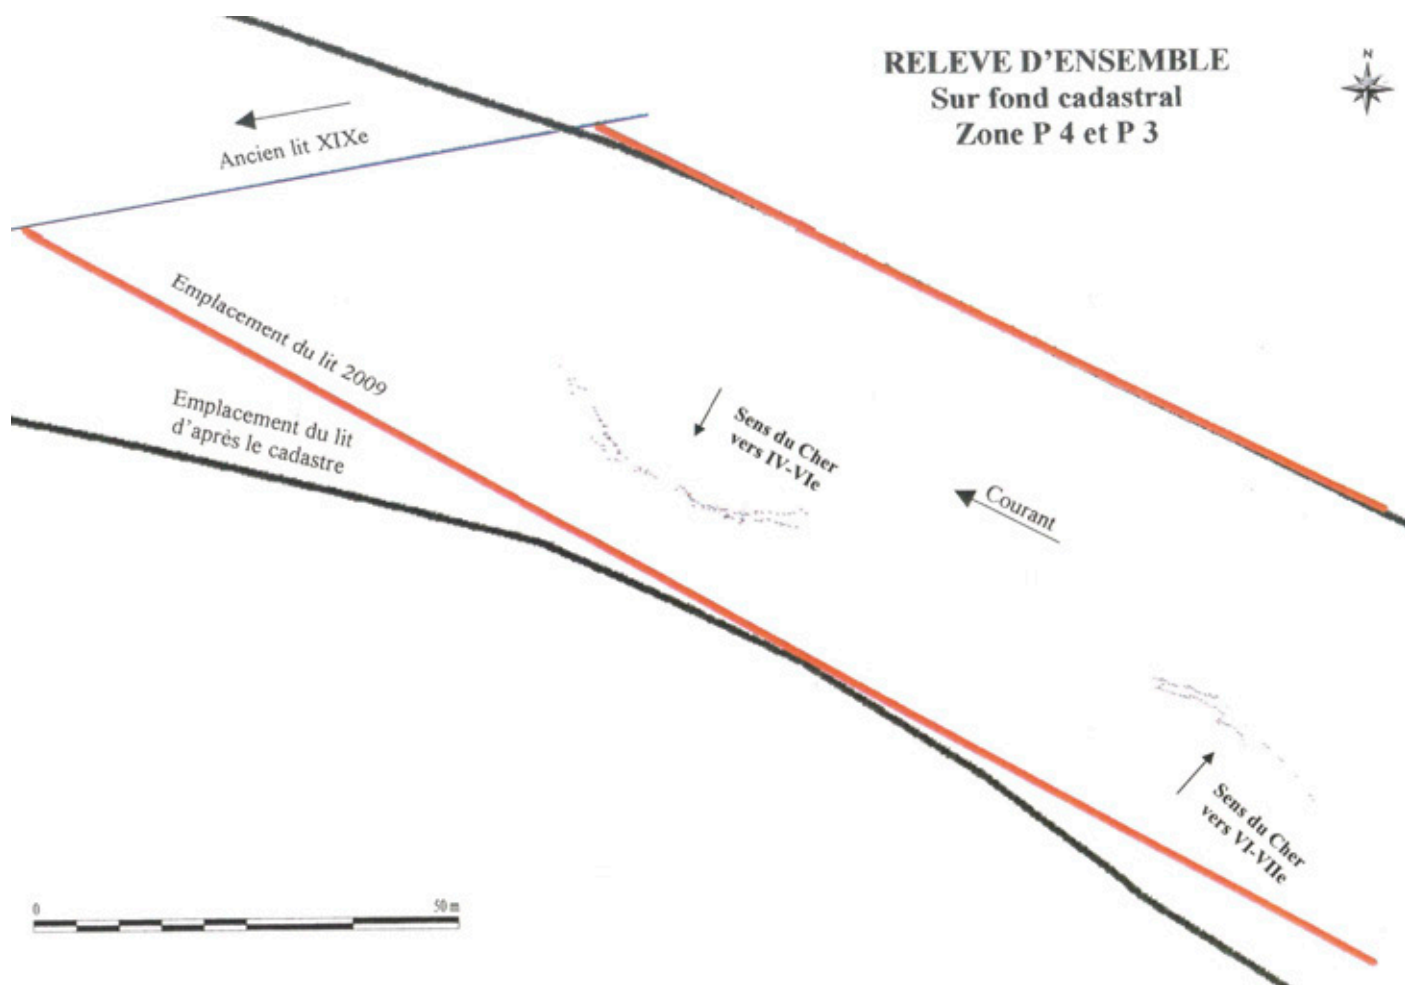 RELEVE D'ENSEMBLE
Sur fond cadastral
Zone P 4 et P 3
N
Ancien lit XIXe
Emplacement du lit 2009
Emplacement du lit
d'après le cadastre
Sens du Cher
vers IV-VIe
Courant
Sens du Cher
vers VI-VIIe
0
50 m